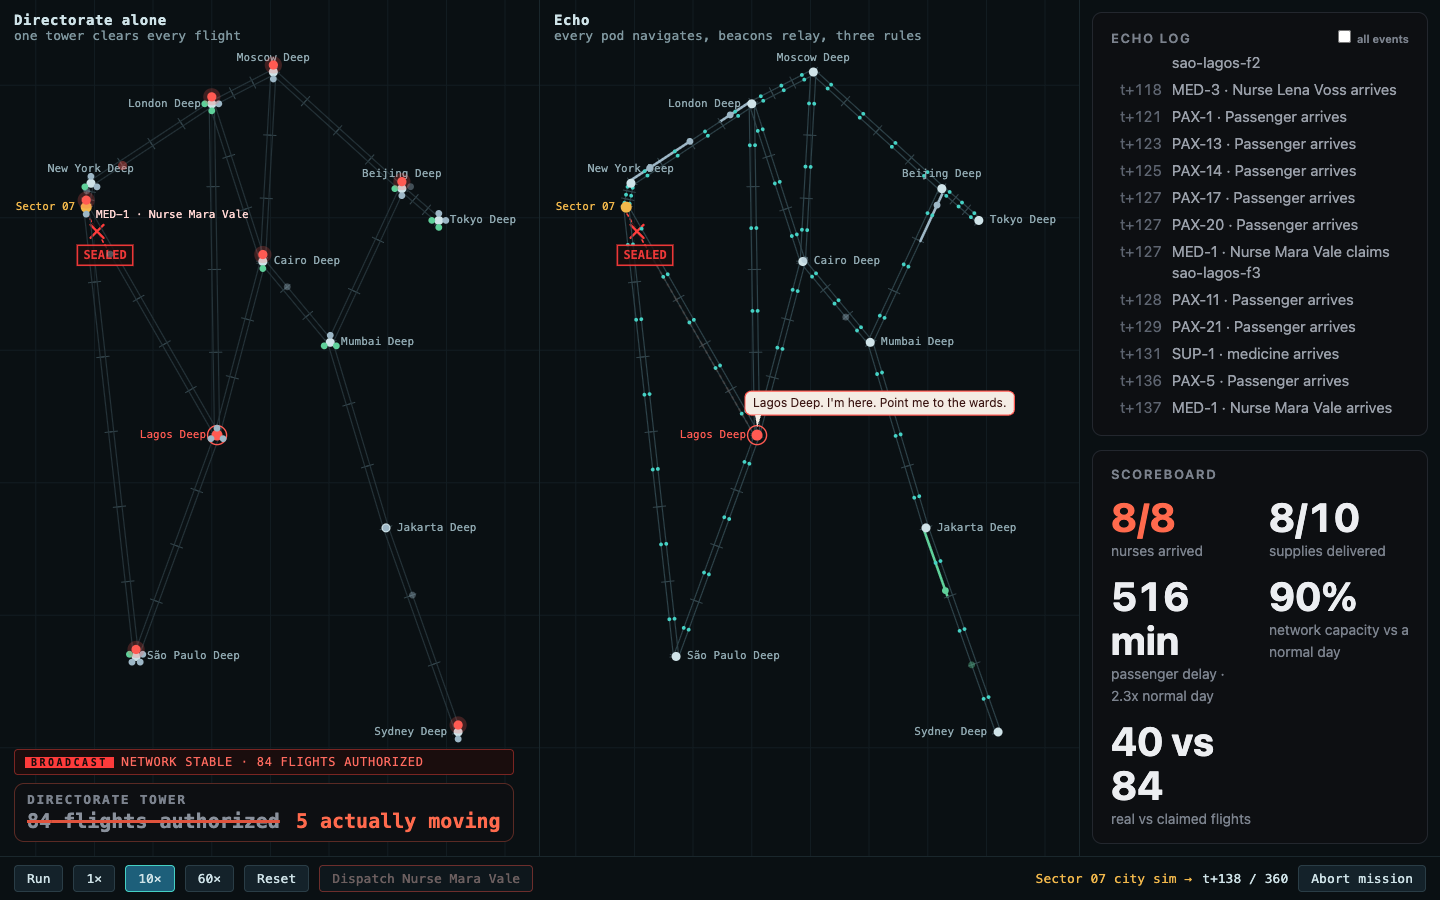 Directorate alone
one tower clears every flight
Moscow Deep
London Deep
New York Deep
Beijing Deep
Sector 07
MED-1 · Nurse Mara Vale
Tokyo Deep
SEALED
Cairo Deep
Mumbai Deep
Lagos Deep
Jakarta Deep
São Paulo Deep
Sydney Deep
BROADCAST NETWORK STABLE · 84 FLIGHTS AUTHORIZED
DIRECTORATE TOWER
84 flights authorized 5 actually moving
Echo
every pod navigates, beacons relay, three rules
Moscow Deep
London Deep
New York Deep
Beijing Deep
Sector 07
Tokyo Deep
SEALED
Cairo Deep
Mumbai Deep
Lagos Deep. I'm here. Point me to the wards.
Lagos Deep
Jakarta Deep
São Paulo Deep
Sydney Deep
ECHO LOG
all events
sao-lagos-f2
t+118 MED-3 · Nurse Lena Voss arrives
t+121 PAX-1 · Passenger arrives
t+123 PAX-13 · Passenger arrives
t+125 PAX-14 · Passenger arrives
t+127 PAX-17 · Passenger arrives
t+127 PAX-20 · Passenger arrives
t+127 MED-1 · Nurse Mara Vale claims
sao-lagos-f3
t+128 PAX-11 · Passenger arrives
t+129 PAX-21 · Passenger arrives
t+131 SUP-1 · medicine arrives
t+136 PAX-5 · Passenger arrives
t+137 MED-1 · Nurse Mara Vale arrives
SCOREBOARD
8/8
nurses arrived
8/10
supplies delivered
516
min
passenger delay ·
2.3x normal day
90%
network capacity vs a
normal day
40 vs
84
real vs claimed flights
Run
1×
10×
60×
Reset
Dispatch Nurse Mara Vale
Sector 07 city sim → t+138 / 360
Abort mission